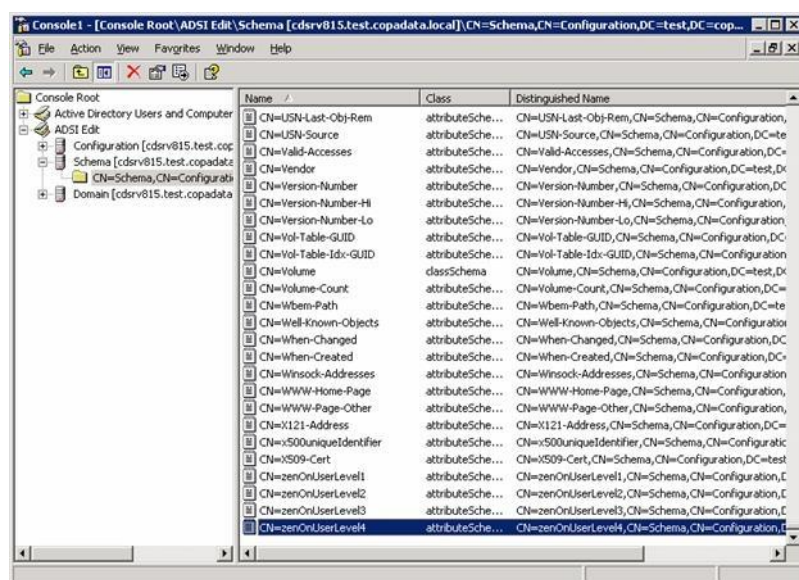 Console1 - [Console Root\ADSI Edit\Schema [cdsrv815.test.copadata.local]\CN=Schema,CN=Configuration,DC=test,DC=cop...
File Action View Favorites Window Help
Console Root
Active Directory Users and Computer
ADSI Edit
Configuration [cdsrv815.test.cop
Schema [cdsrv815.test.copadata
CN=Schema,CN=Configurati
Domain [cdsrv815.test.copadata
Name Class Distinguished Name
CN=USN-Last-Obj-Rem attributeSche... CN=USN-Last-Obj-Rem,CN=Schema,CN=Configuration,
CN=USN-Source attributeSche... CN=USN-Source,CN=Schema,CN=Configuration,DC=te
CN=Valid-Accesses attributeSche... CN=Valid-Accesses,CN=Schema,CN=Configuration,DC=
CN=Vendor attributeSche... CN=Vendor,CN=Schema,CN=Configuration,DC=test,D
CN=Version-Number attributeSche... CN=Version-Number,CN=Schema,CN=Configuration,DC
CN=Version-Number-Hi attributeSche... CN=Version-Number-Hi,CN=Schema,CN=Configuration,
CN=Version-Number-Lo attributeSche... CN=Version-Number-Lo,CN=Schema,CN=Configuration
CN=Vol-Table-GUID attributeSche... CN=Vol-Table-GUID,CN=Schema,CN=Configuration,DC
CN=Vol-Table-Idx-GUID attributeSche... CN=Vol-Table-Idx-GUID,CN=Schema,CN=Configuration
CN=Volume classSchema CN=Volume,CN=Schema,CN=Configuration,DC=test,D
CN=Volume-Count attributeSche... CN=Volume-Count,CN=Schema,CN=Configuration,DC=
CN=Wbem-Path attributeSche... CN=Wbem-Path,CN=Schema,CN=Configuration,DC=te
CN=Well-Known-Objects attributeSche... CN=Well-Known-Objects,CN=Schema,CN=Configuratio
CN=When-Changed attributeSche... CN=When-Changed,CN=Schema,CN=Configuration,DC
CN=When-Created attributeSche... CN=When-Created,CN=Schema,CN=Configuration,DC=
CN=Winsock-Addresses attributeSche... CN=Winsock-Addresses,CN=Schema,CN=Configuration
CN=WWW-Home-Page attributeSche... CN=WWW-Home-Page,CN=Schema,CN=Configuration,
CN=WWW-Page-Other attributeSche... CN=WWW-Page-Other,CN=Schema,CN=Configuration,
CN=X121-Address attributeSche... CN=X121-Address,CN=Schema,CN=Configuration,DC=
CN=x500uniqueIdentifier attributeSche... CN=x500uniqueIdentifier,CN=Schema,CN=Configuratic
CN=X509-Cert attributeSche... CN=X509-Cert,CN=Schema,CN=Configuration,DC=test
CN=zenOnUserLevel1 attributeSche... CN=zenOnUserLevel1,CN=Schema,CN=Configuration,D
CN=zenOnUserLevel2 attributeSche... CN=zenOnUserLevel2,CN=Schema,CN=Configuration,D
CN=zenOnUserLevel3 attributeSche... CN=zenOnUserLevel3,CN=Schema,CN=Configuration,D
CN=zenOnUserLevel4 attributeSche... CN=zenOnUserLevel4,CN=Schema,CN=Configuration,D